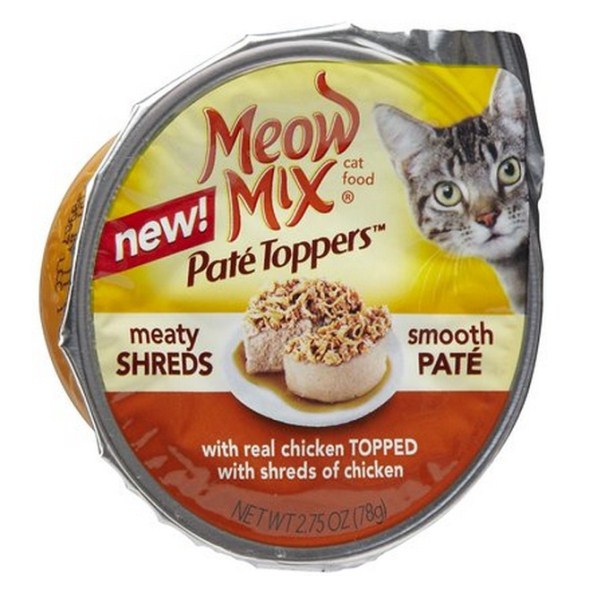 Meow
Mix
cat
food
®
new!
Paté Toppers™
meaty
SHREDS
smooth
PATÉ
with real chicken TOPPED
with shreds of chicken
NET WT 2.75 OZ (78g)